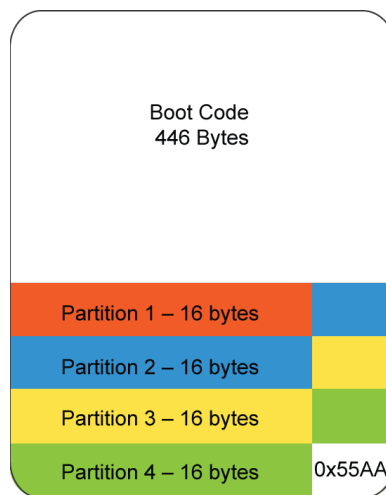 Boot Code
446 Bytes
Partition 1 – 16 bytes
Partition 2 – 16 bytes
Partition 3 – 16 bytes
Partition 4 – 16 bytes
0x55AA